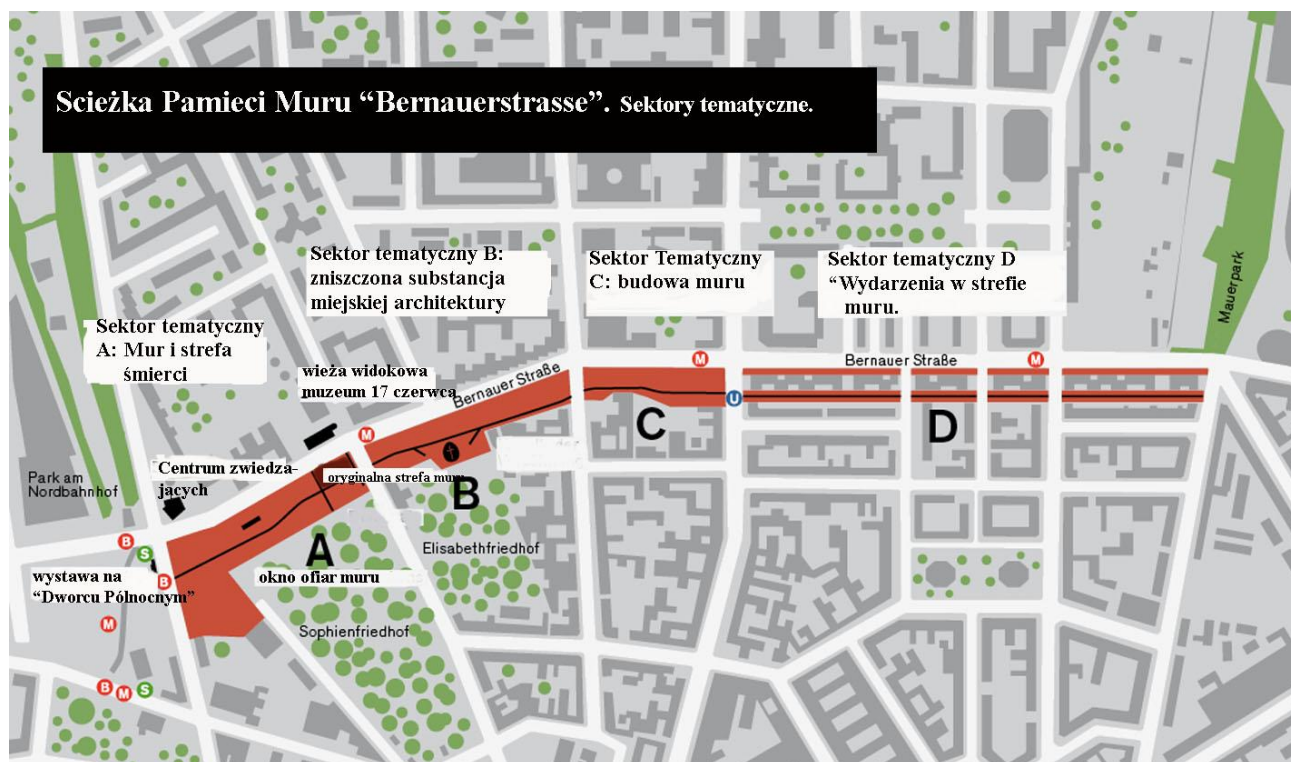 Scieżka Pamieci Muru “Bernauerstrasse”. Sektory tematyczne.
Sektor tematyczny B:
zniszczona substancja
miejskiej architektury
Sektor Tematyczny
C: budowa muru
Sektor tematyczny D
“Wydarzenia w strefie
muru.
Mauerpark
Sektor tematyczny
A: Mur i strefa
śmierci
wieża widokowa
muzeum 17 czerwca
Bernauer Straße
Bernauer Straße
M
M
M
U
C
D
Centrum zwiedza-
jacych
oryginalna strefa muru
Park am
Nordbahnhof
B
A
Elisabethfriedhof
B
S
wystawa na
“Dworcu Północnym”
B
okno ofiar muru
M
Sophienfriedhof
B
M
S